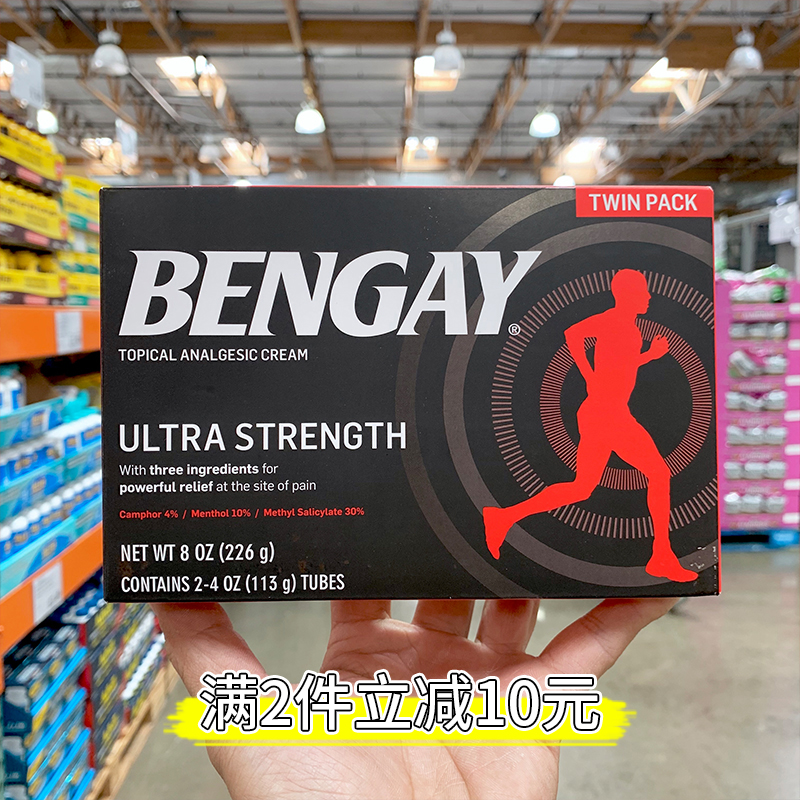 TWIN PACK
BENGAY®
TOPICAL ANALGESIC CREAM
ULTRA STRENGTH
With three ingredients for
powerful relief at the site of pain
Camphor 4% / Menthol 10% / Methyl Salicylate 30%
NET WT 8 OZ (226 g)
CONTAINS 2-4 OZ (113 g) TUBES
满2件立减10元